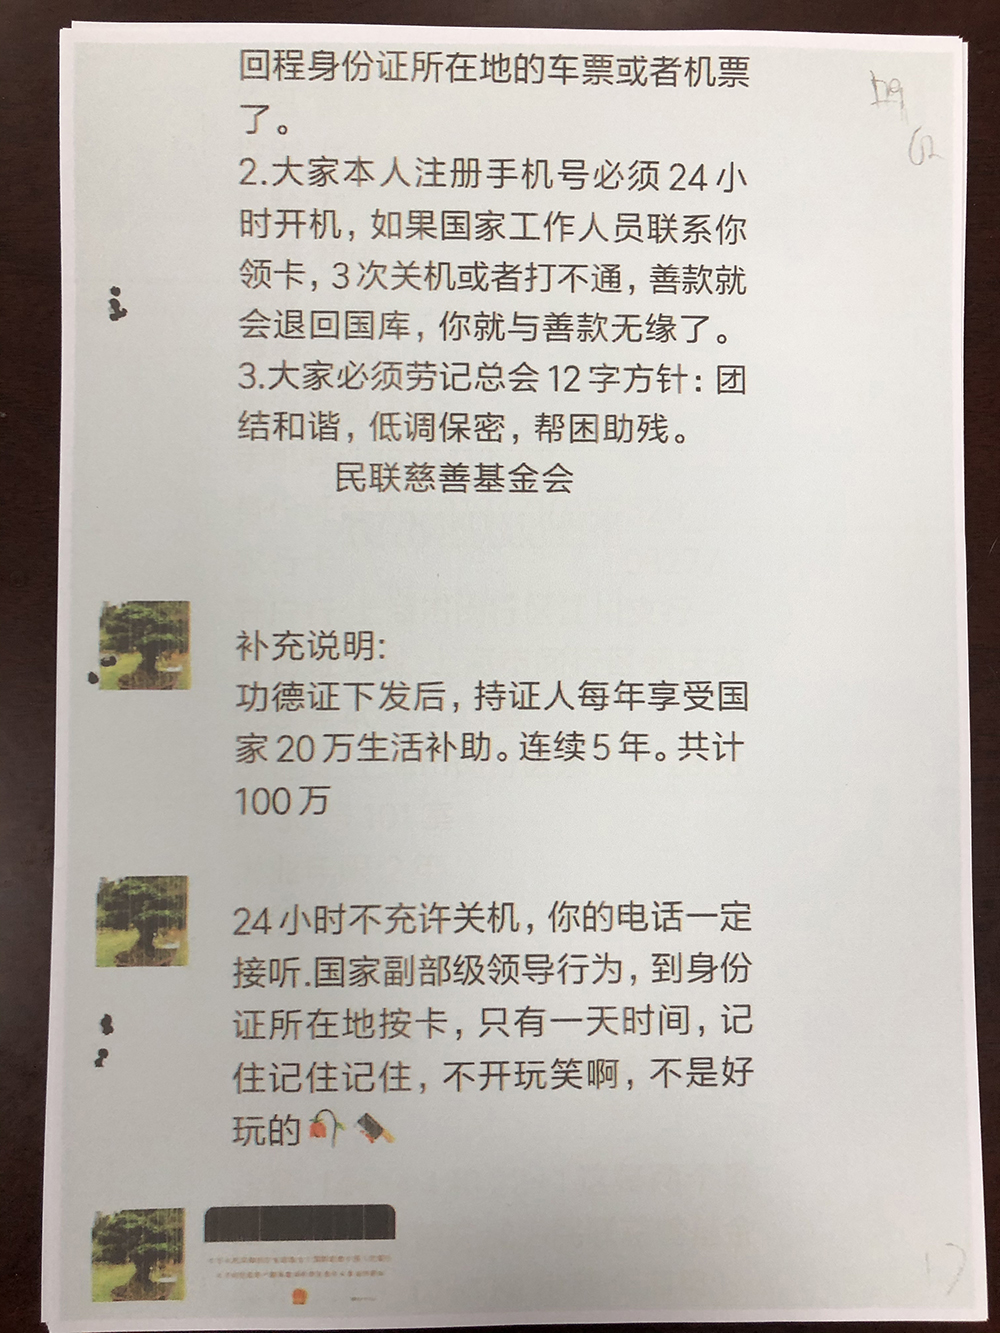 回程身份证所在地的车票或者机票
了。
2.大家本人注册手机号必须24小
时开机，如果国家工作人员联系你
领卡，3次关机或者打不通，善款就
会退回国库，你就与善款无缘了。
3.大家必须劳记总会12字方针：团
结和谐，低调保密，帮困助残。
民联慈善基金会
补充说明:
功德证下发后，持证人每年享受国
家20万生活补助。连续5年。共计
100万
24小时不充许关机，你的电话一定
接听.国家副部级领导行为，到身份
证所在地按卡，只有一天时间，记
住记住记住，不开玩笑啊，不是好
玩的